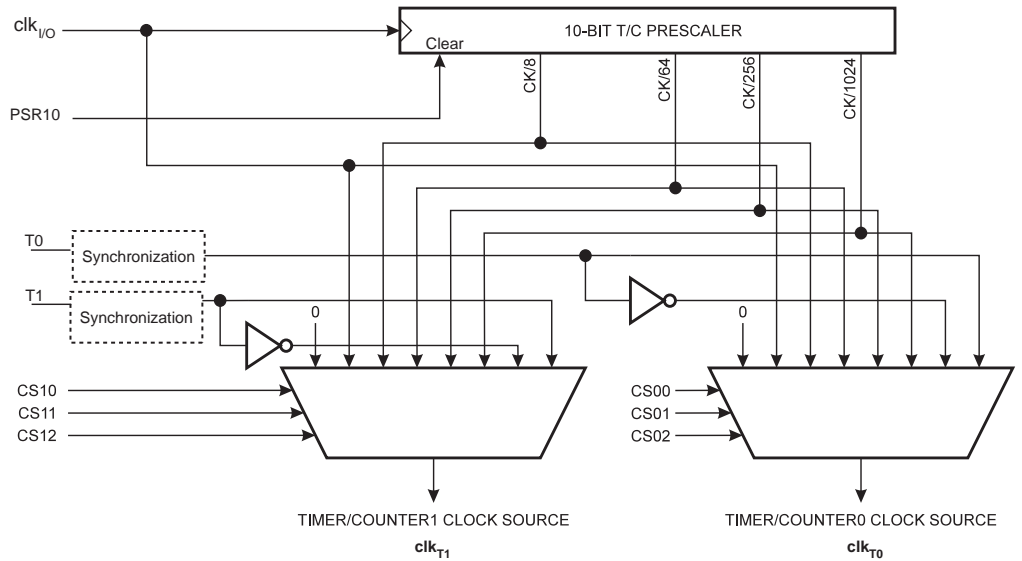 clkI/O
10-BIT T/C PRESCALER
Clear
CK/8
CK/64
CK/256
CK/1024
PSR10
T0
Synchronization
T1
Synchronization
0
0
CS10
CS11
CS12
CS00
CS01
CS02
TIMER/COUNTER1 CLOCK SOURCE
clkT1
TIMER/COUNTER0 CLOCK SOURCE
clkT0